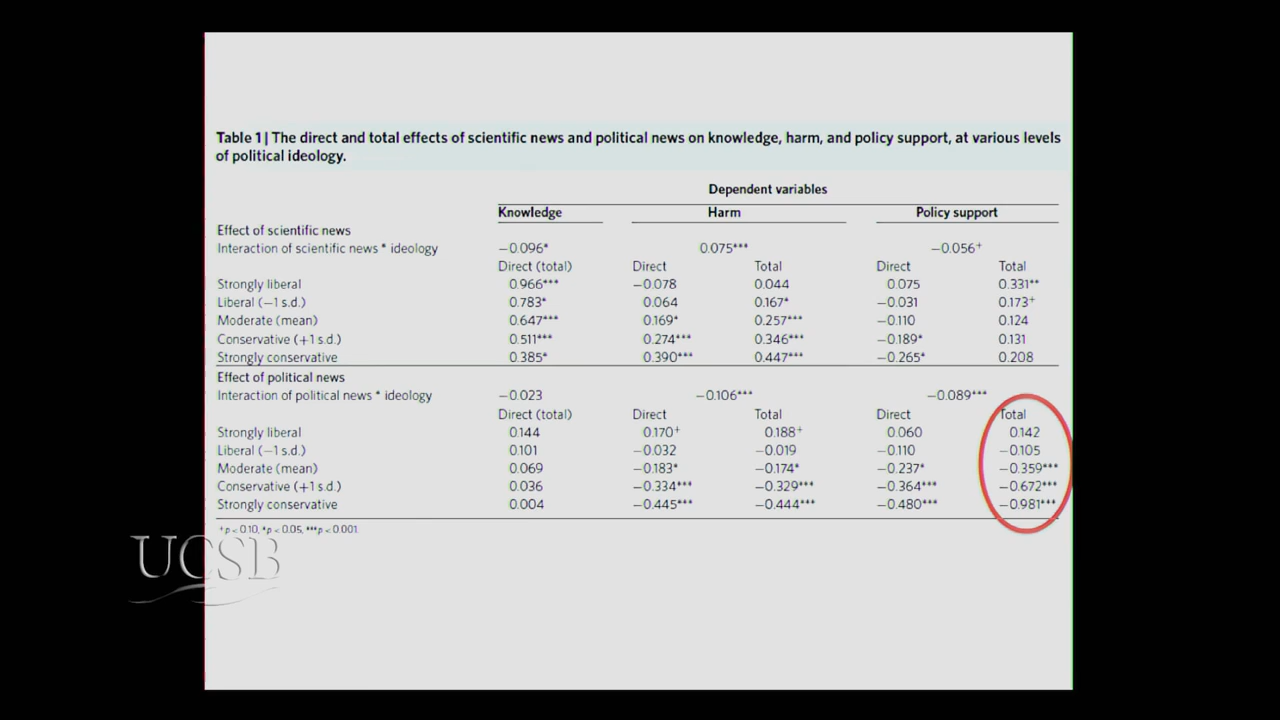 Table 1 | The direct and total effects of scientific news and political news on knowledge, harm, and policy support, at various levels
of political ideology.
Dependent variables
Knowledge Harm Policy support
Effect of scientific news
Interaction of scientific news * ideology −0.096* 0.075*** −0.056+
Direct (total) Direct Total Direct Total
Strongly liberal 0.966*** −0.078 0.044 0.075 0.331**
Liberal (−1 s.d.) 0.783* 0.064 0.167* −0.031 0.173+
Moderate (mean) 0.647*** 0.169* 0.257*** −0.110 0.124
Conservative (+1 s.d.) 0.511*** 0.274*** 0.346*** −0.189* 0.131
Strongly conservative 0.385* 0.390*** 0.447*** −0.265* 0.208
Effect of political news
Interaction of political news * ideology −0.023 −0.106*** −0.089***
Direct (total) Direct Total Direct Total
Strongly liberal 0.144 0.170+ 0.188+ 0.060 0.142
Liberal (−1 s.d.) 0.101 −0.032 −0.019 −0.110 −0.105
Moderate (mean) 0.069 −0.183* −0.174* −0.237* −0.359***
Conservative (+1 s.d.) 0.036 −0.334*** −0.329*** −0.364*** −0.672***
Strongly conservative 0.004 −0.445*** −0.444*** −0.480*** −0.981***
+p < 0.10, *p < 0.05, ***p < 0.001.
UCSB